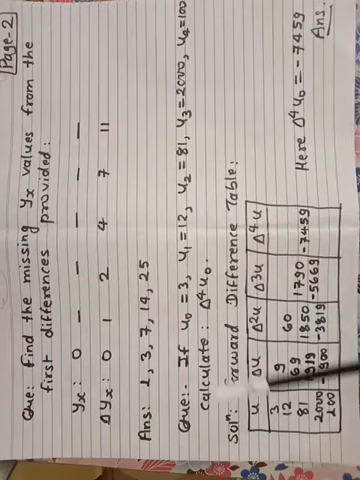 Page-2
Que: Find the missing yx values from the
first differences provided:
yx: 0 – – – – –
Δyx: 0 1 2 4 7 11
Ans: 1, 3, 7, 14, 25
Que:- If u0=3, u1=12, u2=81, u3=2000, u4=100
calculate: Δ⁴u0.
Solⁿ: Forward Difference Table:
u Δu Δ²u Δ³u Δ⁴u
3 9 60 1790 -7459
12 69 1850 -5669
81 1919 -3819
2000 -1900
200
Here Δ⁴u0 = -7459
Ans.